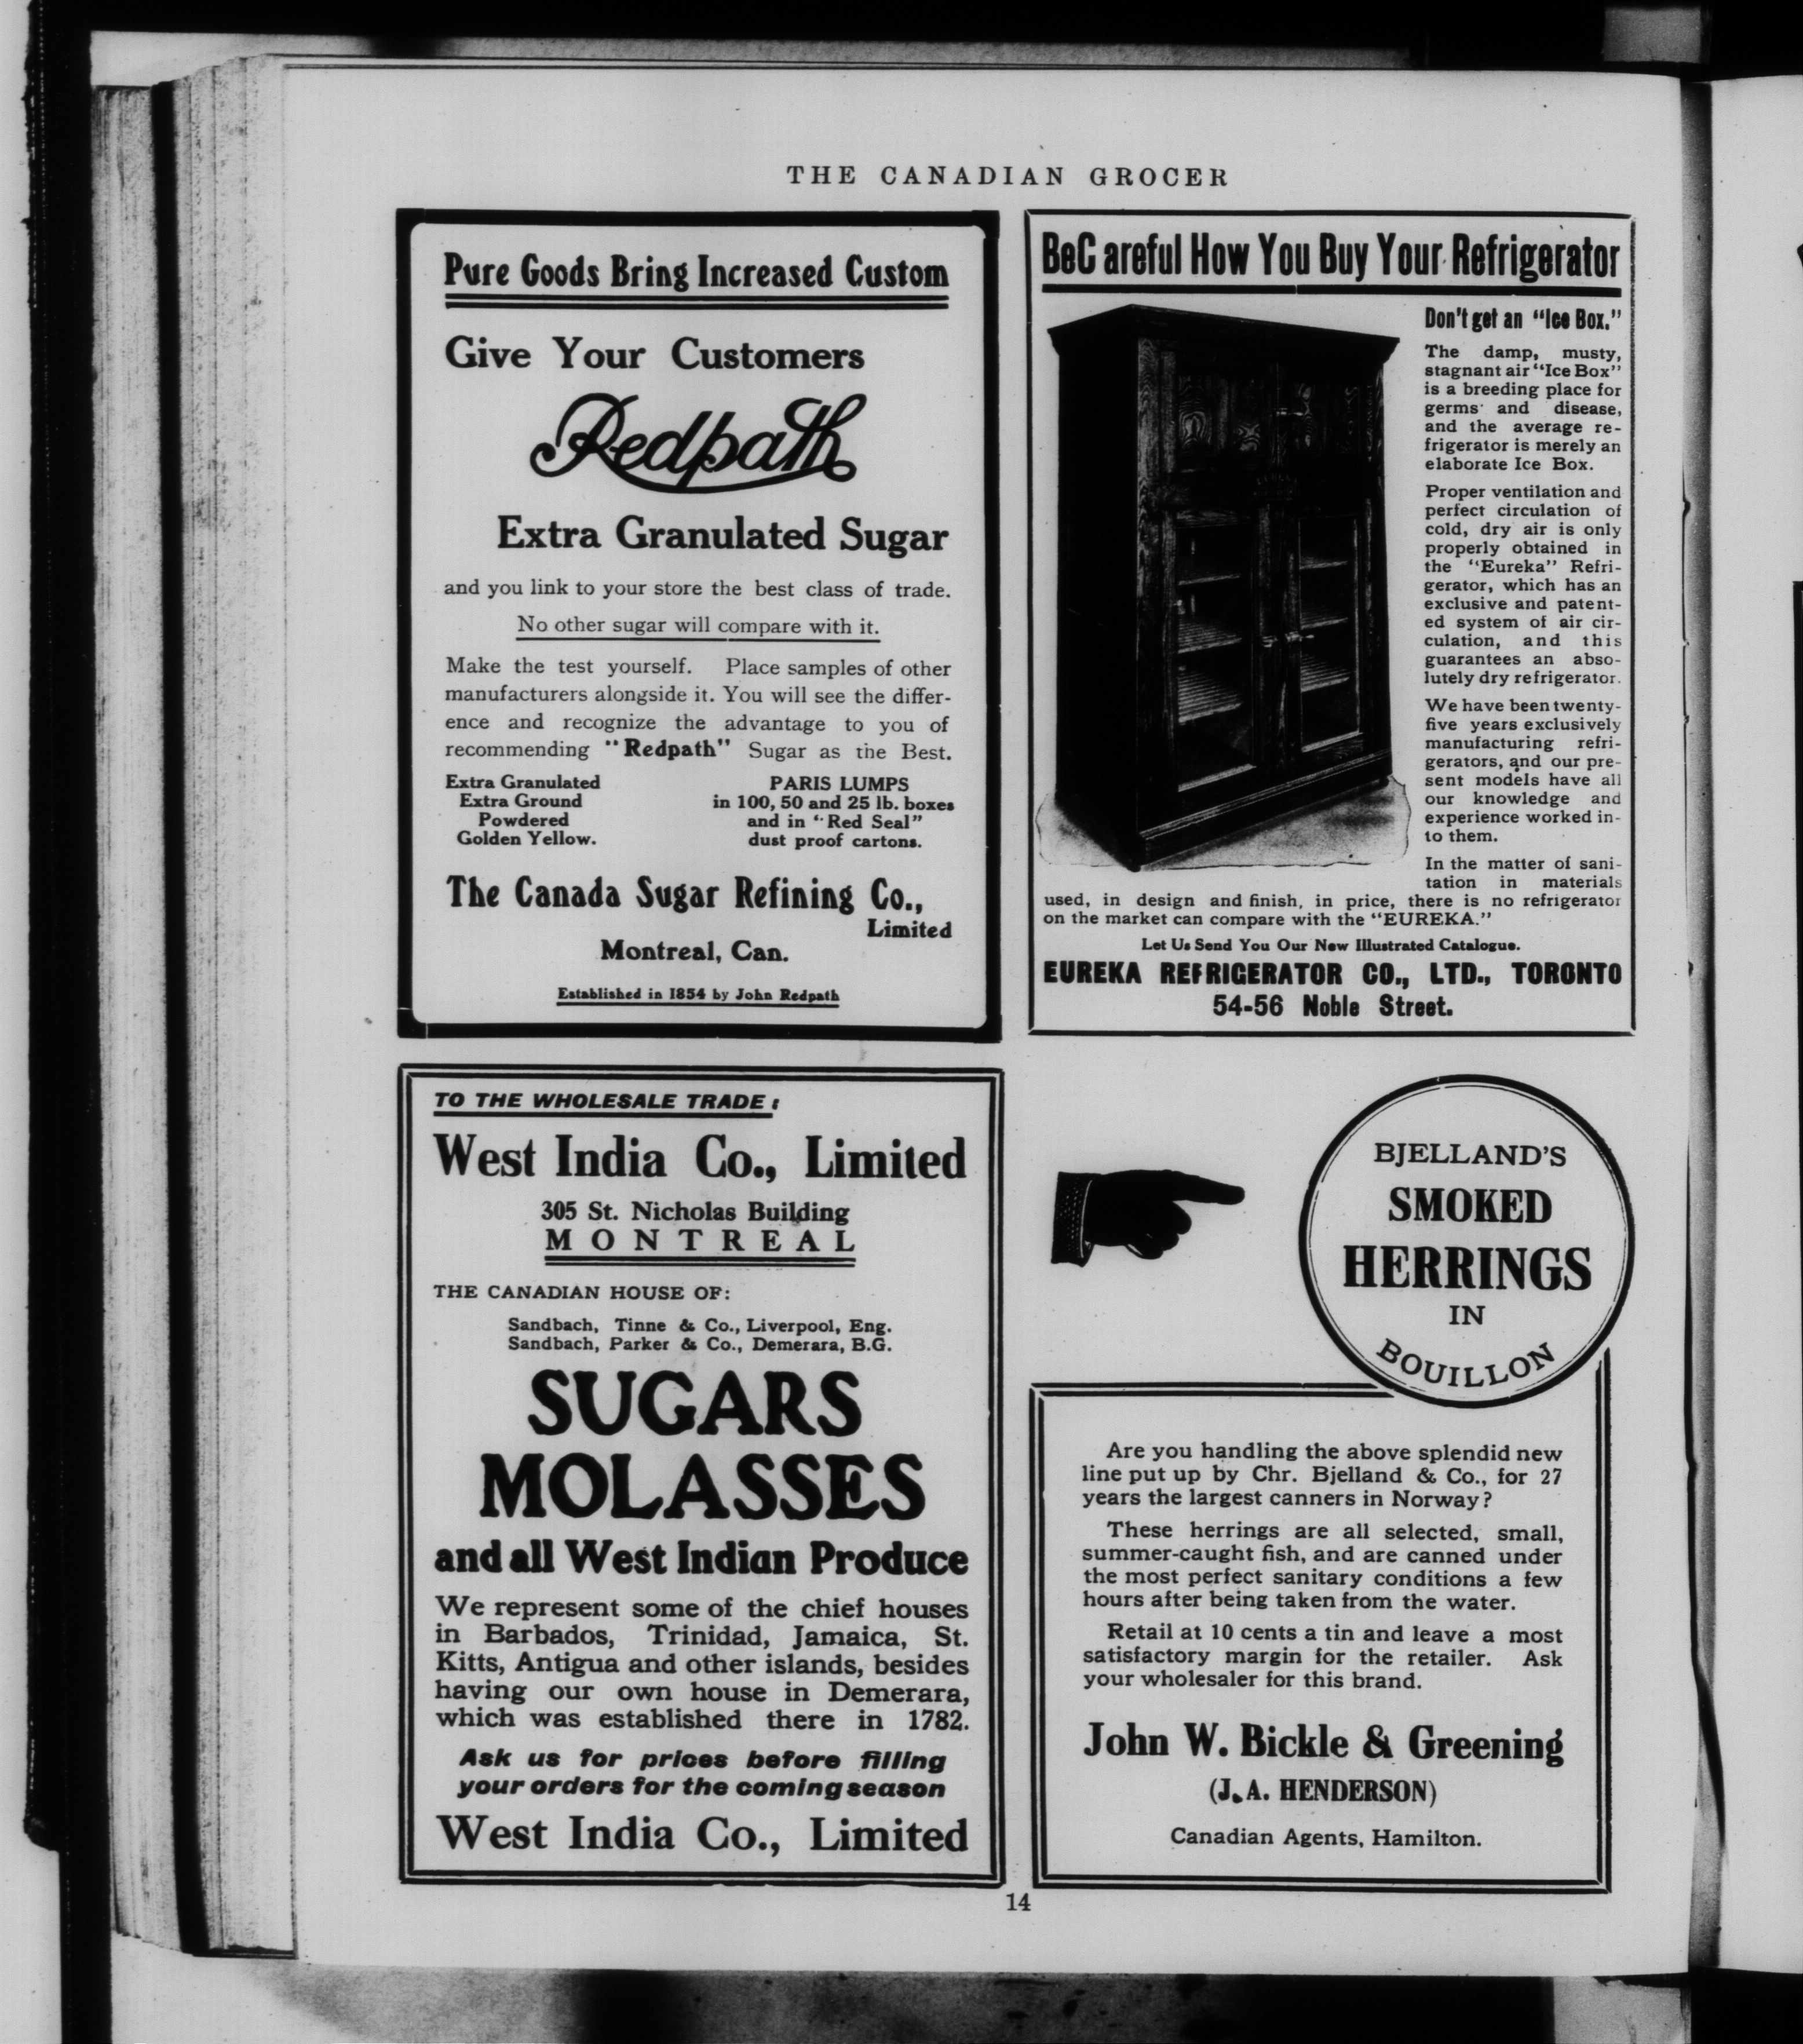 THE CANADIAN GROCER
Pure Goods Bring Increased Custom
Give Your Customers
Redpath
Extra Granulated Sugar
and you link to your store the best class of trade.
No other sugar will compare with it.
Make the test yourself. Place samples of other
manufacturers alongside it. You will see the differ-
ence and recognize the advantage to you of
recommending "Redpath" Sugar as the Best.
Extra Granulated
Extra Ground
Powdered
Golden Yellow.
PARIS LUMPS
in 100, 50 and 25 lb. boxes
and in "Red Seal"
dust proof cartons.
The Canada Sugar Refining Co.,
Limited
Montreal, Can.
Established in 1854 by John Redpath
BeC areful How You Buy Your Refrigerator
Don't get an "Ice Box."
The damp, musty,
stagnant air "Ice Box"
is a breeding place for
germs and disease,
and the average re-
frigerator is merely an
elaborate Ice Box.
Proper ventilation and
perfect circulation of
cold, dry air is only
properly obtained in
the "Eureka" Refri-
gerator, which has an
exclusive and patent-
ed system of air cir-
culation, and this
guarantees an abso-
lutely dry refrigerator.
We have been twenty-
five years exclusively
manufacturing refri-
gerators, and our pre-
sent models have all
our knowledge and
experience worked in-
to them.
In the matter of sani-
tation in materials
used, in design and finish, in price, there is no refrigerator
on the market can compare with the "EUREKA."
Let Us Send You Our New Illustrated Catalogue.
EUREKA REFRIGERATOR CO., LTD., TORONTO
54-56 Noble Street.
TO THE WHOLESALE TRADE:
West India Co., Limited
305 St. Nicholas Building
MONTREAL
THE CANADIAN HOUSE OF:
Sandbach, Tinne & Co., Liverpool, Eng.
Sandbach, Parker & Co., Demerara, B.G.
SUGARS
MOLASSES
and all West Indian Produce
We represent some of the chief houses
in Barbados, Trinidad, Jamaica, St.
Kitts, Antigua and other islands, besides
having our own house in Demerara,
which was established there in 1782.
Ask us for prices before filling
your orders for the coming season
West India Co., Limited
BJELLAND'S
SMOKED
HERRINGS
IN
BOUILLON
Are you handling the above splendid new
line put up by Chr. Bjelland & Co., for 27
years the largest canners in Norway?
These herrings are all selected, small,
summer-caught fish, and are canned under
the most perfect sanitary conditions a few
hours after being taken from the water.
Retail at 10 cents a tin and leave a most
satisfactory margin for the retailer. Ask
your wholesaler for this brand.
John W. Bickle & Greening
(J. A. HENDERSON)
Canadian Agents, Hamilton.
14